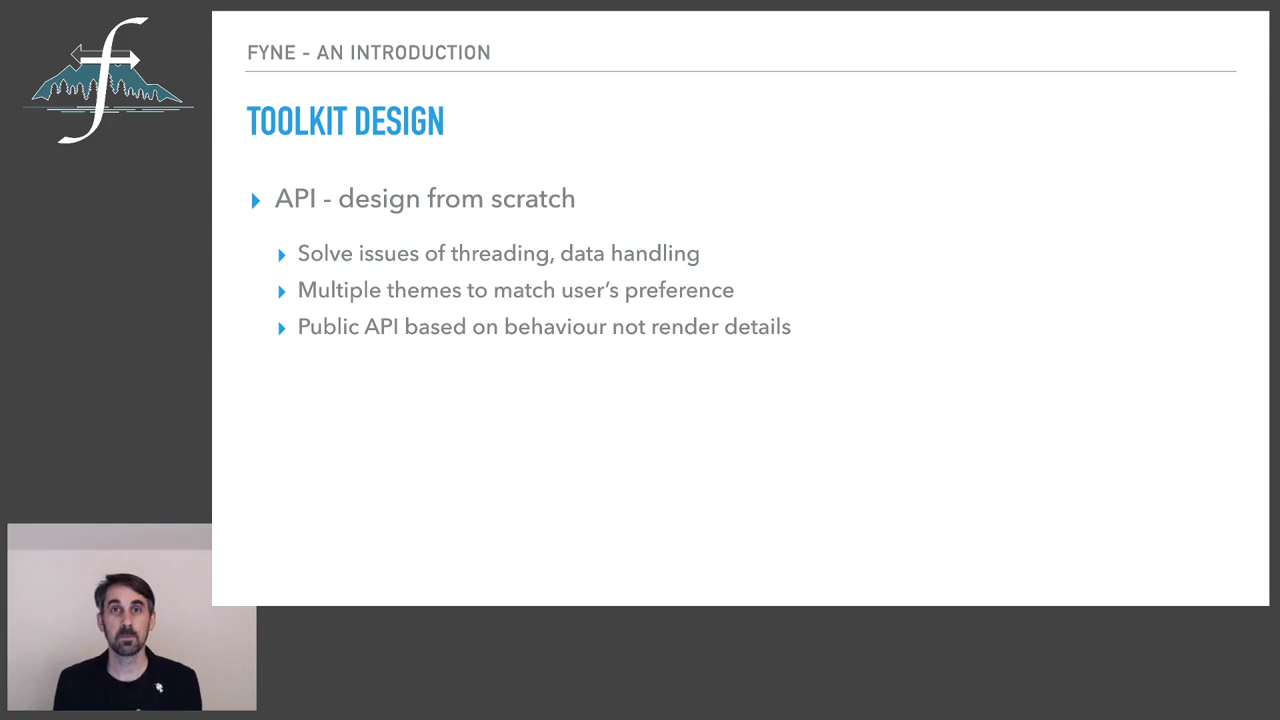 f
FYNE - AN INTRODUCTION
TOOLKIT DESIGN
API - design from scratch
Solve issues of threading, data handling
Multiple themes to match user’s preference
Public API based on behaviour not render details